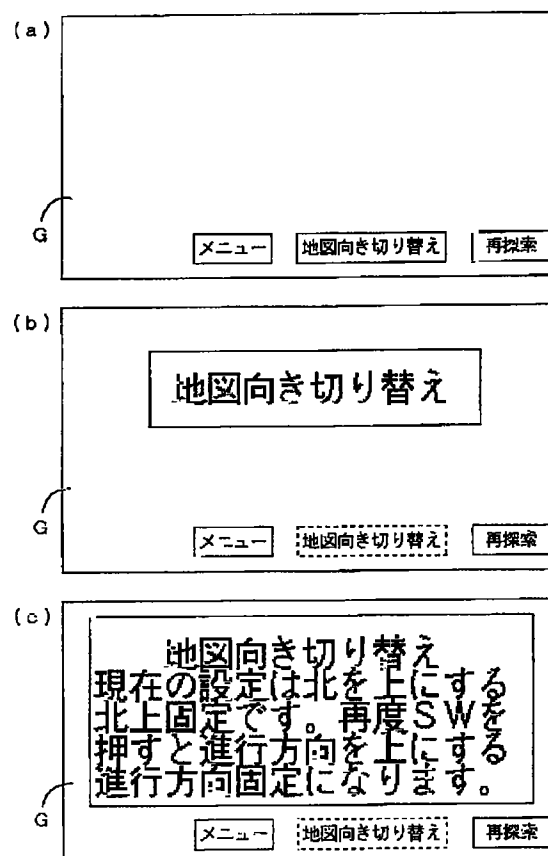 (a)
G
メニュー 地図向き切り替え 再探索
(b)
地図向き切り替え
G
メニュー 地図向き切り替え 再探索
(c)
地図向き切り替え
現在の設定は北を上にする
北上固定です。再度SWを
押すと進行方向を上にする
進行方向固定になります。
G
メニュー 地図向き切り替え 再探索